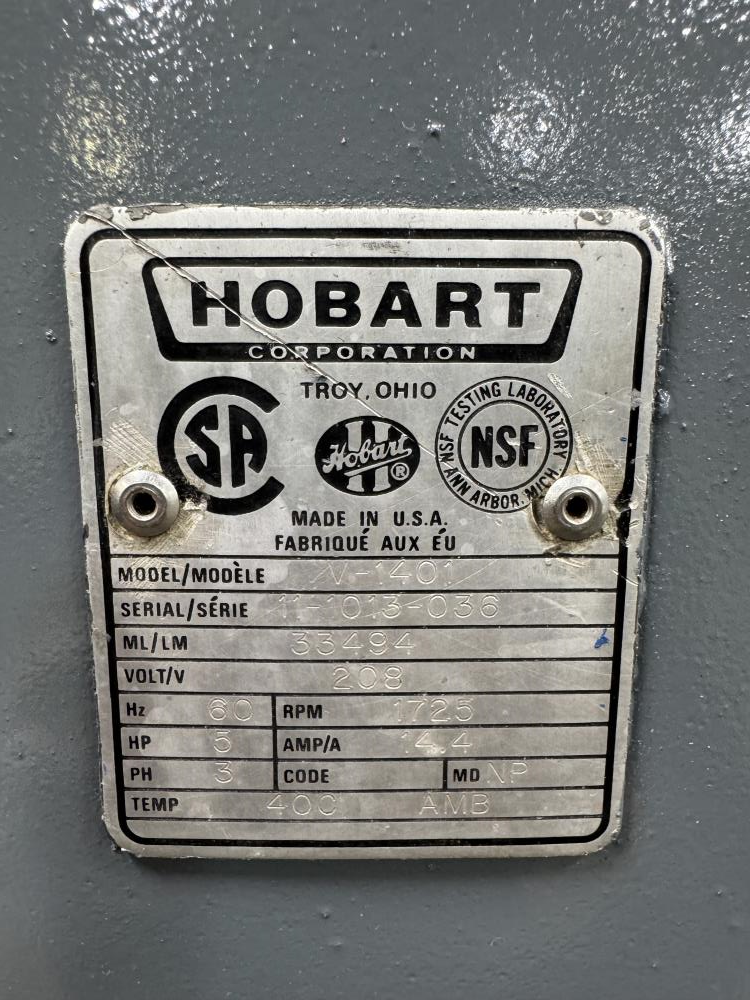 HOBART
CORPORATION
TROY, OHIO
SA
Hobart ®
NSF TESTING LABORATORY
NSF
ANN ARBOR. MICH.
MADE IN U.S.A.
FABRIQUÉ AUX ÉU
MODEL/MODÈLE V-1401
SERIAL/SÉRIE 11-1013-036
ML/LM 33494
VOLT/V 208
Hz 60 RPM 1725
HP 5 AMP/A 14.4
PH 3 CODE MD NP
TEMP 40C AMB